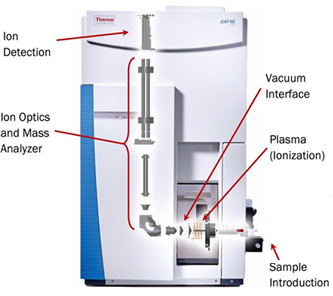 Thermo
iCAP RQ
Ion
Detection
Vacuum
Interface
Ion Optics
and Mass
Analyzer
Plasma
(Ionization)
Sample
Introduction